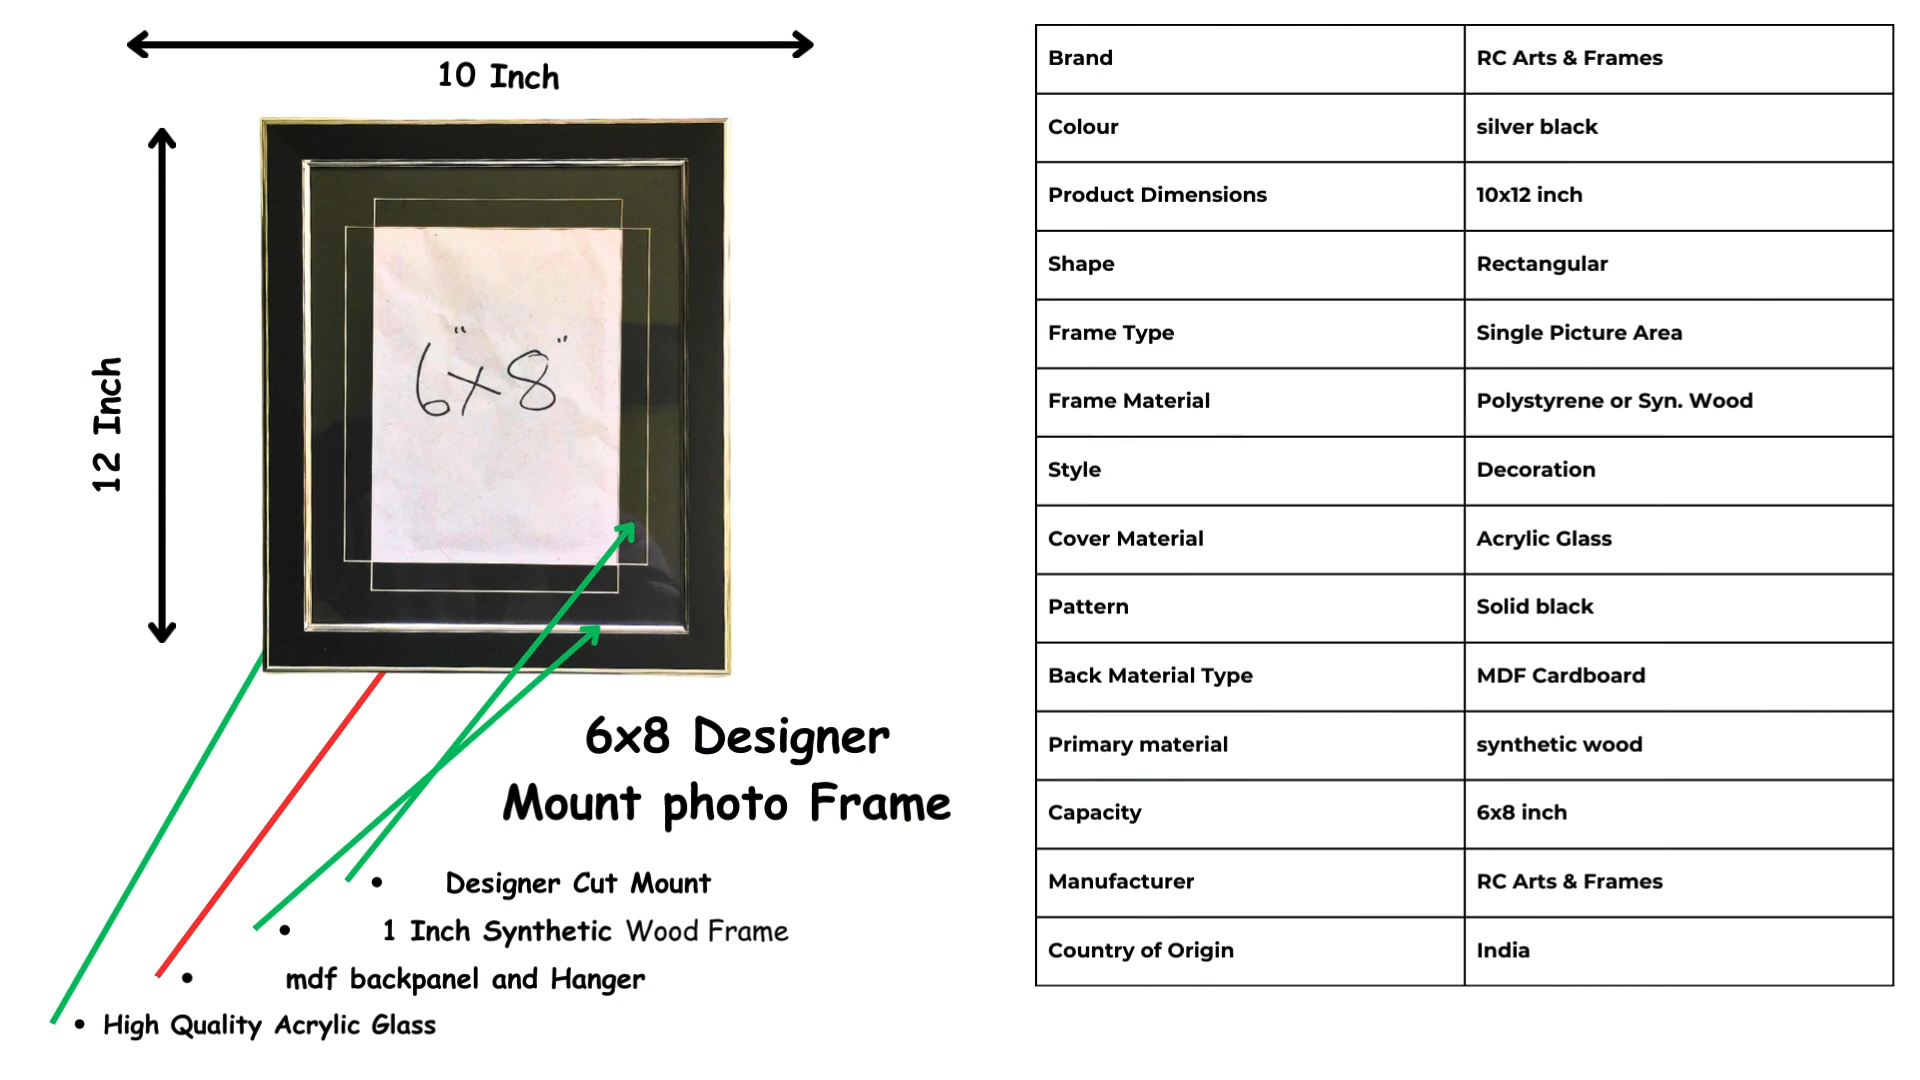 10 Inch
12 Inch
6"x8"
6x8 Designer
Mount photo Frame
• Designer Cut Mount
• 1 Inch Synthetic Wood Frame
• mdf backpanel and Hanger
• High Quality Acrylic Glass
Brand RC Arts & Frames
Colour silver black
Product Dimensions 10x12 inch
Shape Rectangular
Frame Type Single Picture Area
Frame Material Polystyrene or Syn. Wood
Style Decoration
Cover Material Acrylic Glass
Pattern Solid black
Back Material Type MDF Cardboard
Primary material synthetic wood
Capacity 6x8 inch
Manufacturer RC Arts & Frames
Country of Origin India